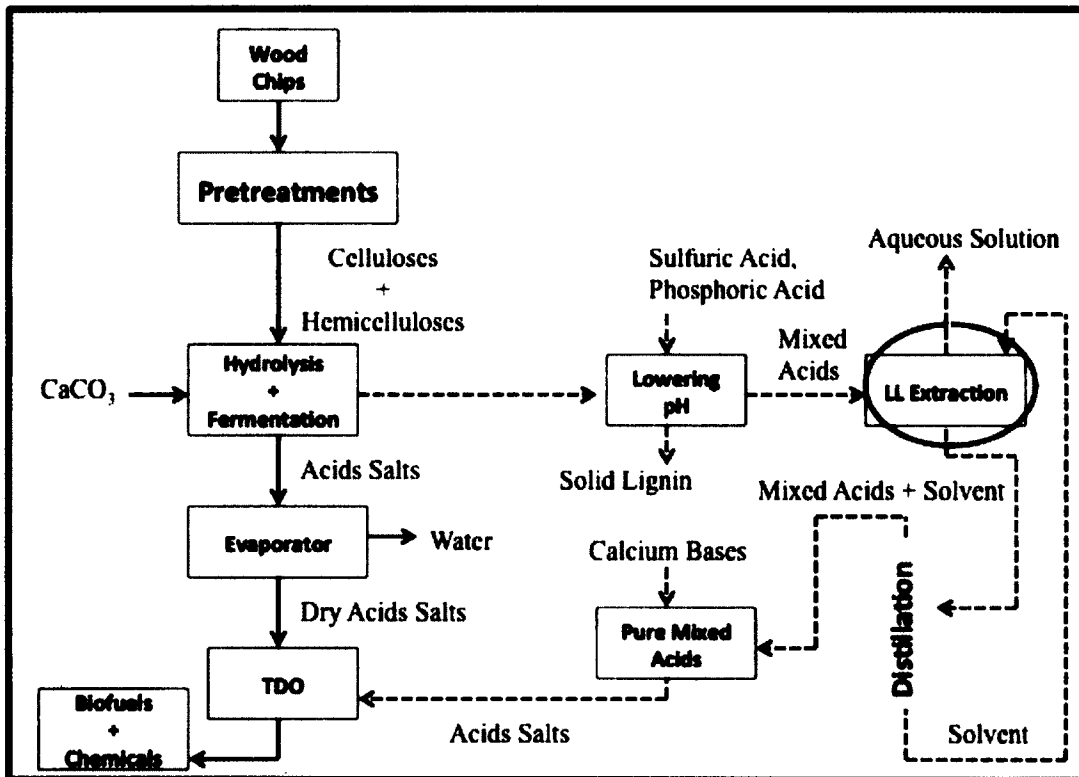 Wood
Chips
Pretreatments
Celluloses
+
Hemicelluloses
CaCO3
Hydrolysis
+
Fermentation
Acids Salts
Evaporator
Water
Dry Acids Salts
TDO
Biofuels
+
Chemicals
Sulfuric Acid,
Phosphoric Acid
Lowering
pH
Solid Lignin
Mixed
Acids
Aqueous Solution
LL Extraction
Mixed Acids + Solvent
Distillation
Solvent
Calcium Bases
Pure Mixed
Acids
Acids Salts